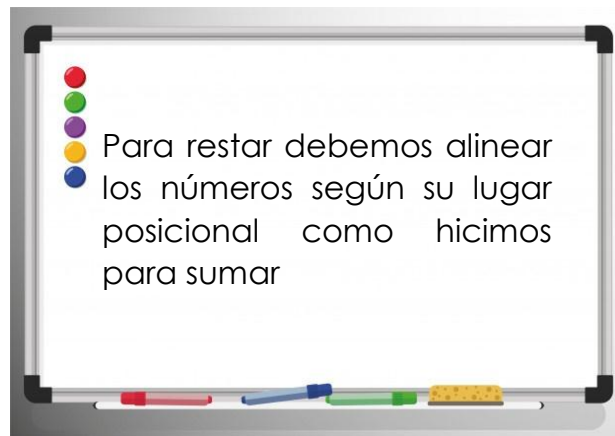 Para restar debemos alinear
los números según su lugar
posicional como hicimos
para sumar